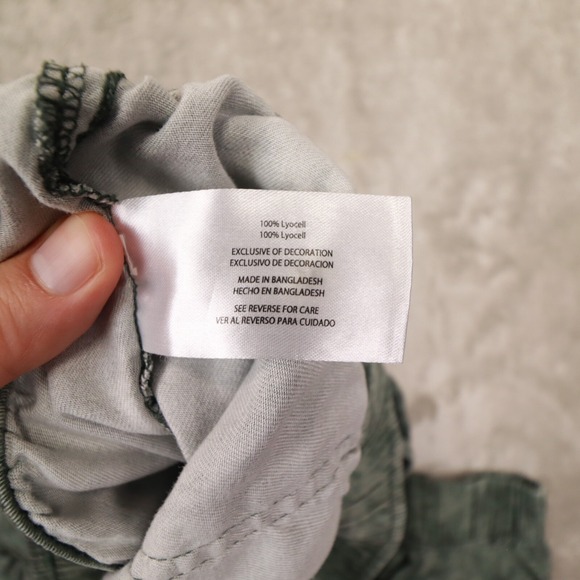 100% Lyocell
100% Lyocell
EXCLUSIVE OF DECORATION
EXCLUSIVO DE DECORACION
MADE IN BANGLADESH
HECHO EN BANGLADESH
SEE REVERSE FOR CARE
VER AL REVERSO PARA CUIDADO